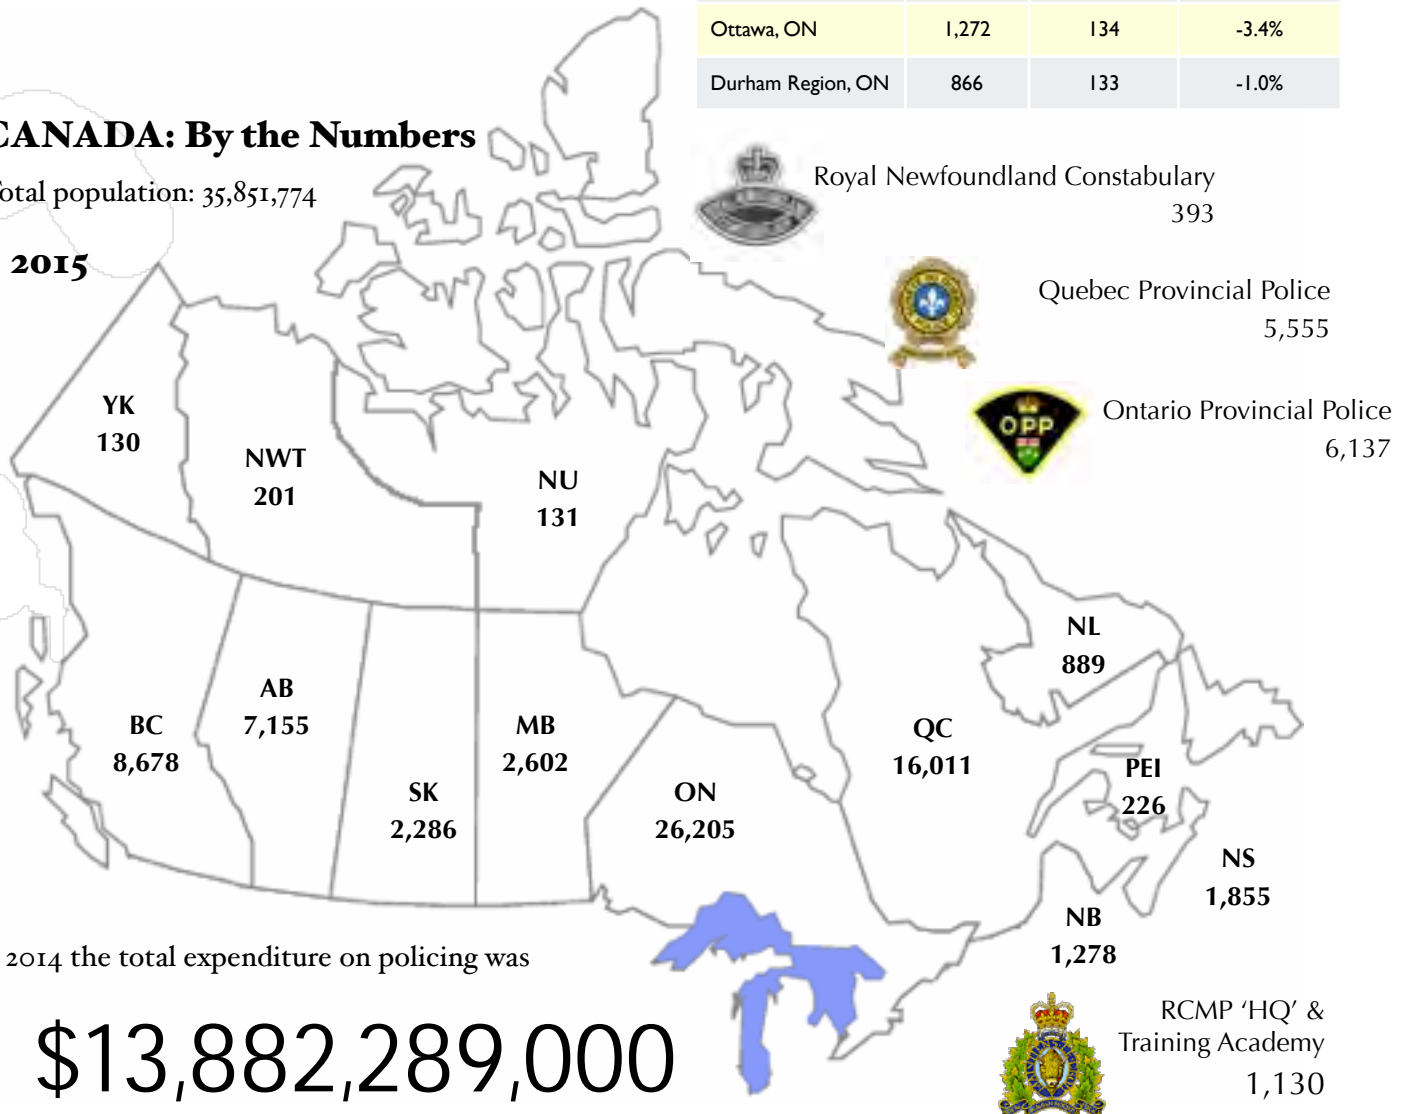 Ottawa, ON 1,272 134 -3.4%
Durham Region, ON 866 133 -1.0%
CANADA: By the Numbers
Total population: 35,851,774
2015
Royal Newfoundland Constabulary
393
Quebec Provincial Police
5,555
OPP
Ontario Provincial Police
6,137
YK
130
NWT
201
NU
131
NL
889
BC
8,678
AB
7,155
SK
2,286
MB
2,602
ON
26,205
QC
16,011
PEI
226
NS
1,855
NB
1,278
2014 the total expenditure on policing was
$13,882,289,000
RCMP ‘HQ’ &
Training Academy
1,130